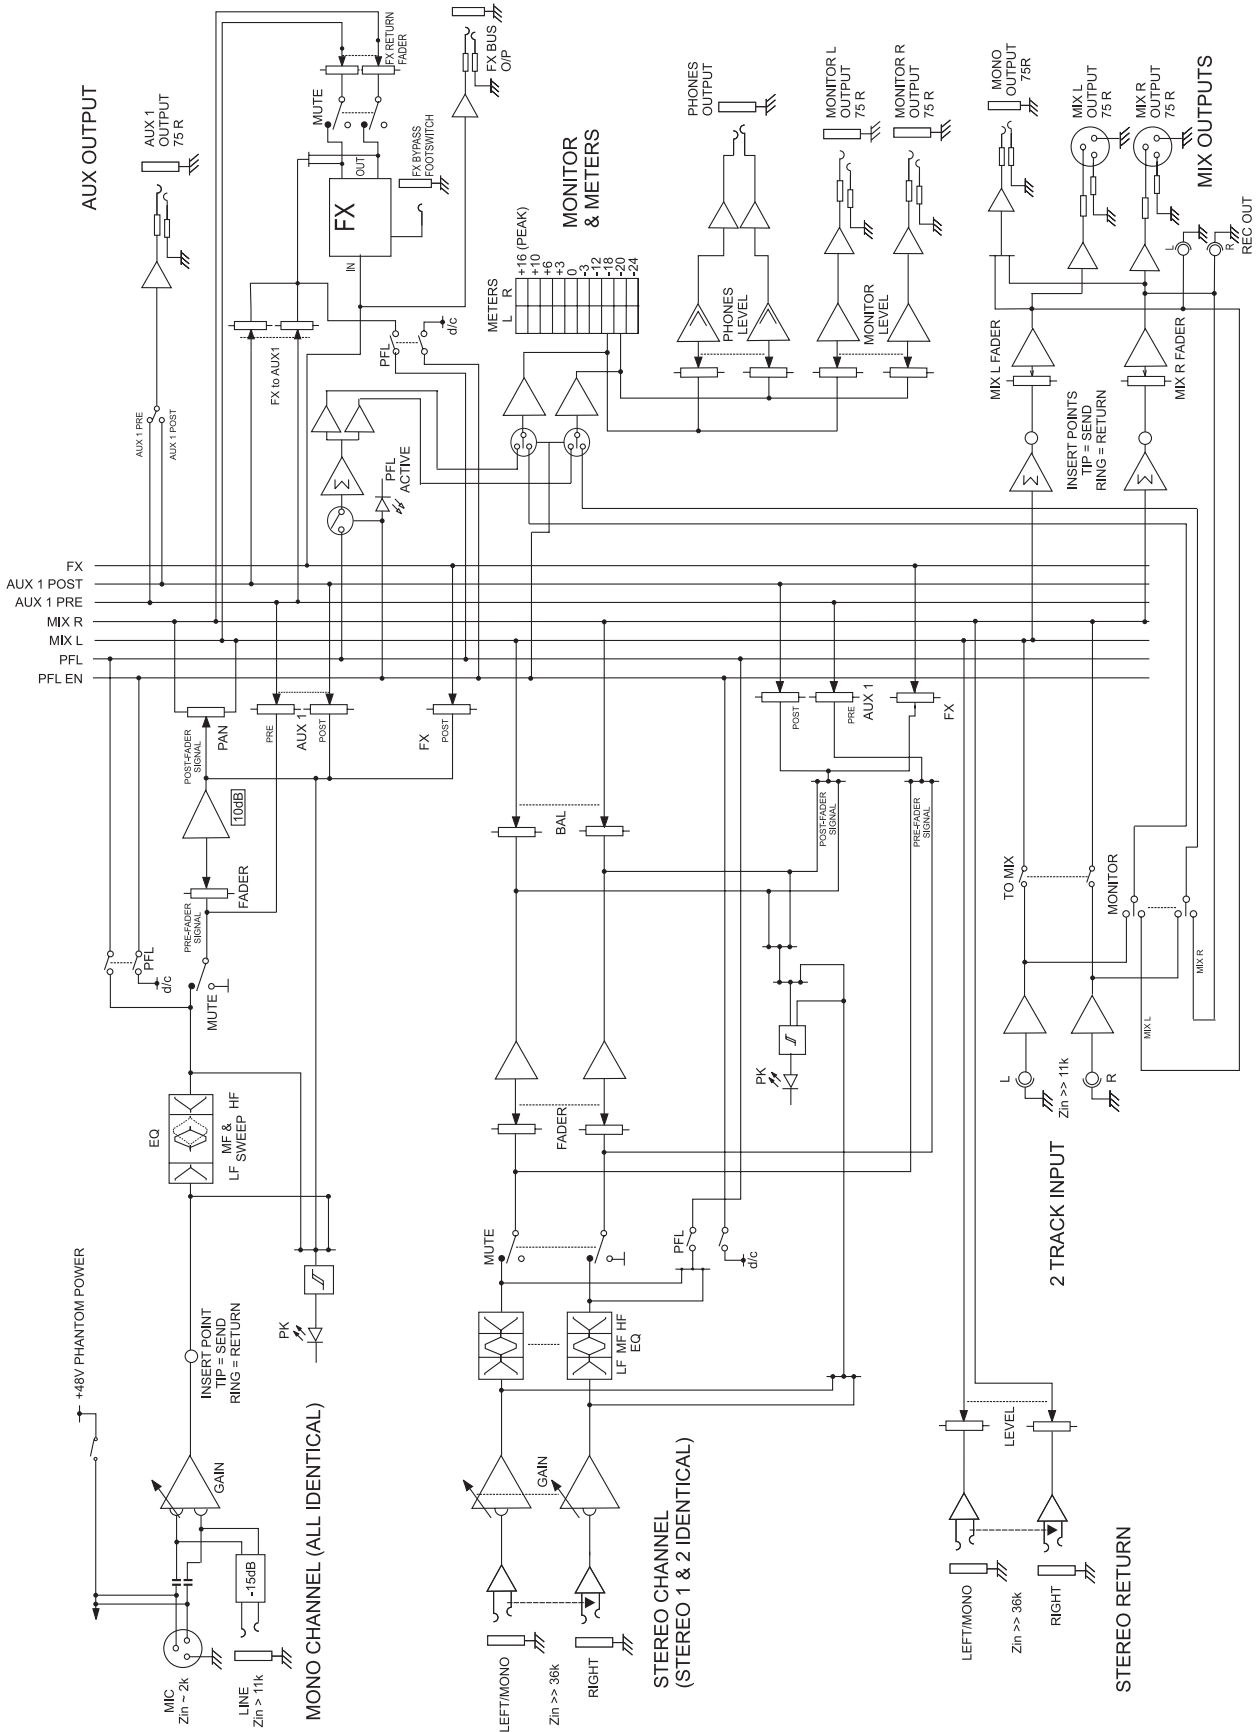 AUX OUTPUT
AUX 1
OUTPUT
75 R
AUX 1 PRE
AUX 1 POST
MUTE
FX RETURN
FADER
OUT
FX
IN
FX BYPASS
FOOTSWITCH
FX BUS
O/P
FX to AUX1
PFL
d/c
PFL
ACTIVE
MONITOR
& METERS
METERS
L R
+16 (PEAK)
+10
+6
+3
0
-3
-12
-18
-20
-24
PHONES
OUTPUT
PHONES
LEVEL
MONITOR L
OUTPUT
75 R
MONITOR R
OUTPUT
75 R
MONITOR
LEVEL
MONO
OUTPUT
75R
MIX L
OUTPUT
75 R
MIX R
OUTPUT
75 R
MIX OUTPUTS
L
R
REC OUT
MIX L FADER
MIX R FADER
INSERT POINTS
TIP = SEND
RING = RETURN
Σ
Σ
Σ
FX
AUX 1 POST
AUX 1 PRE
MIX R
MIX L
PFL
PFL EN
PAN
POST-FADER
SIGNAL
10dB
FADER
PRE-FADER
SIGNAL
PRE
AUX 1
POST
FX
POST
PFL
d/c
MUTE
EQ
LF
MF &
SWEEP
HF
PK
+48V PHANTOM POWER
INSERT POINT
TIP = SEND
RING = RETURN
GAIN
-15dB
MIC
Zin ~ 2k
LINE
Zin > 11k
MONO CHANNEL (ALL IDENTICAL)
BAL
POST
PRE
AUX 1
FX
POST-FADER
SIGNAL
PRE-FADER
SIGNAL
PK
FADER
MUTE
PFL
d/c
LF MF HF
EQ
GAIN
LEFT/MONO
Zin >> 36k
RIGHT
STEREO CHANNEL
(STEREO 1 & 2 IDENTICAL)
TO MIX
MONITOR
MIX L
MIX R
L
R
Zin >> 11k
2 TRACK INPUT
LEVEL
LEFT/MONO
Zin >> 36k
RIGHT
STEREO RETURN